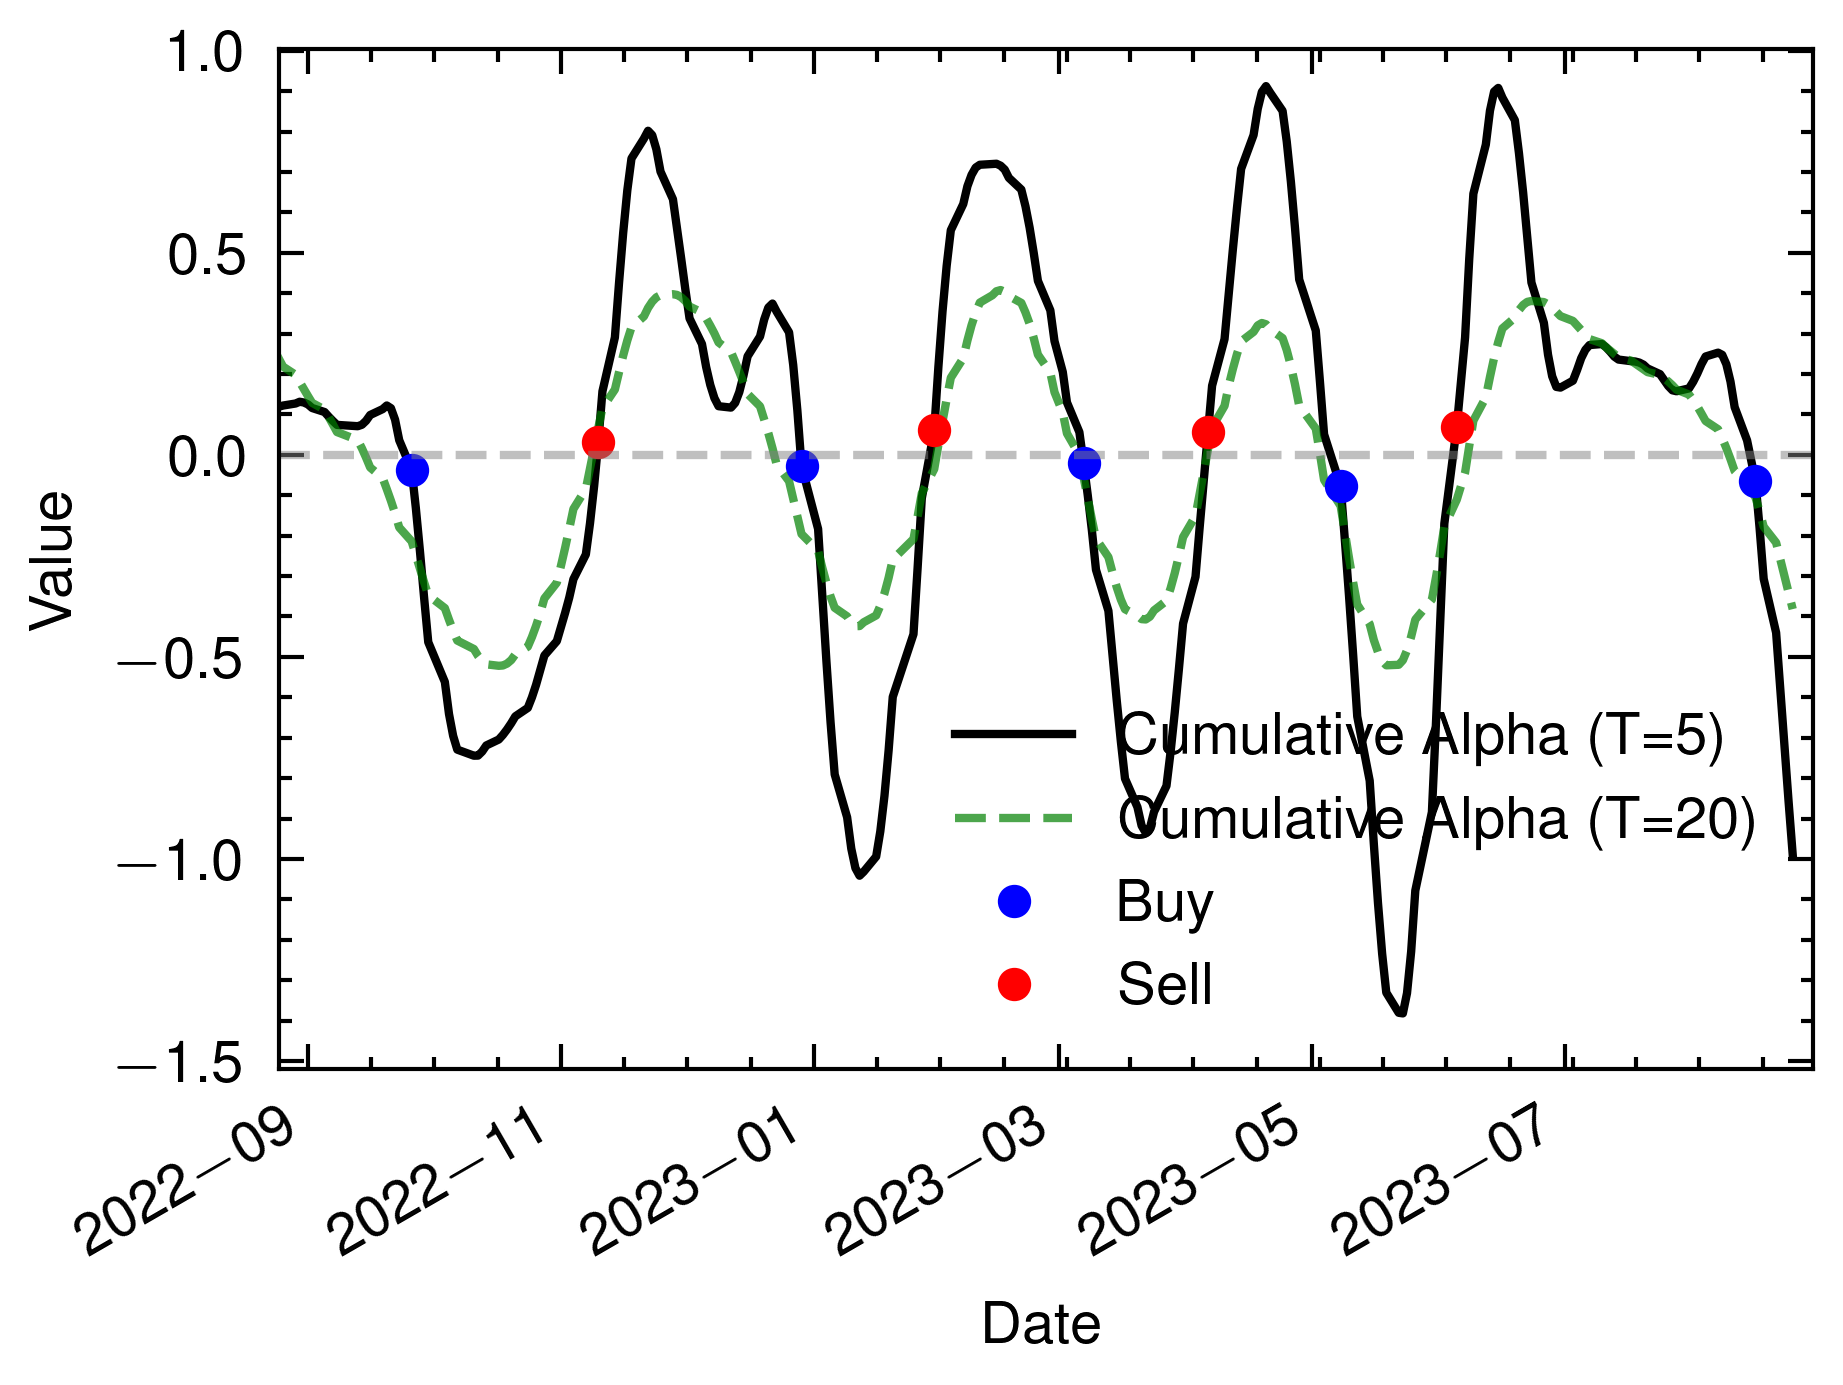 1.0
0.5
0.0
−0.5
−1.0
−1.5
Value
Cumulative Alpha (T=5)
Cumulative Alpha (T=20)
Buy
Sell
2022−09
2022−11
2023−01
2023−03
2023−05
2023−07
Date